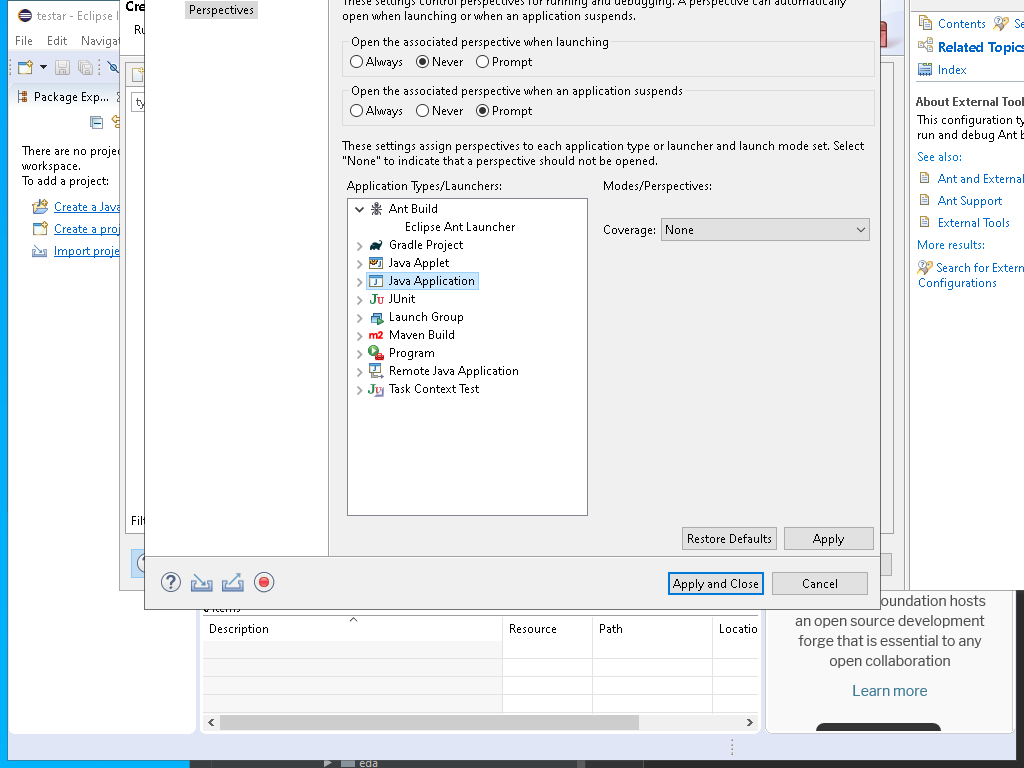 testar - Eclipse I
File Edit Navigat
Package Exp...
There are no proje
workspace.
To add a project:
Create a Java
Create a proj
Import proje
Cre
Ru
ty
Filt
Perspectives
These settings control perspectives for running and debugging. A perspective can automatically
open when launching or when an application suspends.
Open the associated perspective when launching
Always Never Prompt
Open the associated perspective when an application suspends
Always Never Prompt
These settings assign perspectives to each application type or launcher and launch mode set. Select
"None" to indicate that a perspective should not be opened.
Application Types/Launchers:
Ant Build
Eclipse Ant Launcher
Gradle Project
Java Applet
Java Application
JUnit
Launch Group
Maven Build
Program
Remote Java Application
Task Context Test
Modes/Perspectives:
Coverage: None
Restore Defaults Apply
Apply and Close Cancel
Contents Se
Related Topics
Index
About External Tool
This configuration ty
run and debug Ant b
See also:
Ant and External
Ant Support
External Tools
More results:
Search for Extern
Configurations
items
Description Resource Path Locatio
oundation hosts
an open source development
forge that is essential to any
open collaboration
Learn more
eda